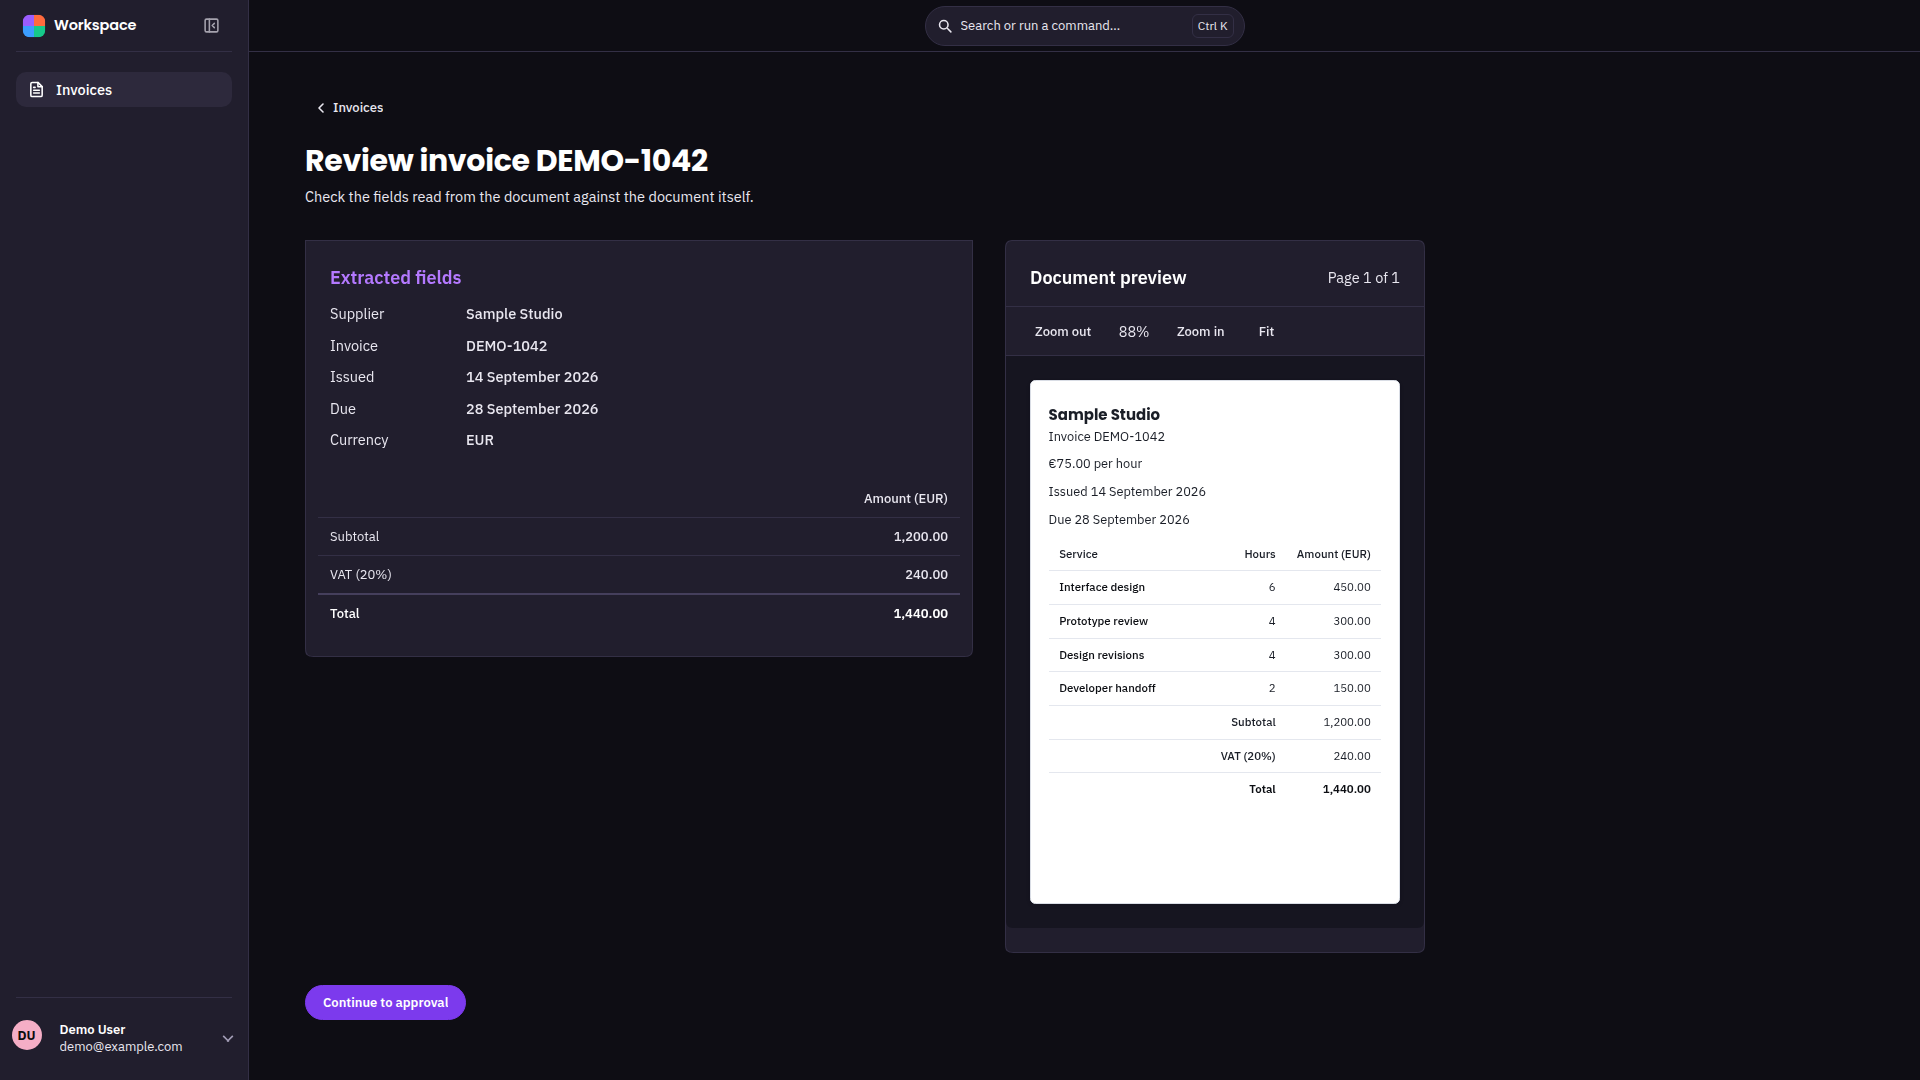 Workspace
Search or run a command...
Ctrl K
Invoices
Invoices
Review invoice DEMO-1042
Check the fields read from the document against the document itself.
Extracted fields
Supplier Sample Studio
Invoice DEMO-1042
Issued 14 September 2026
Due 28 September 2026
Currency EUR
Amount (EUR)
Subtotal 1,200.00
VAT (20%) 240.00
Total 1,440.00
Document preview Page 1 of 1
Zoom out 88% Zoom in Fit
Sample Studio
Invoice DEMO-1042
€75.00 per hour
Issued 14 September 2026
Due 28 September 2026
Service Hours Amount (EUR)
Interface design 6 450.00
Prototype review 4 300.00
Design revisions 4 300.00
Developer handoff 2 150.00
Subtotal 1,200.00
VAT (20%) 240.00
Total 1,440.00
Continue to approval
DU
Demo User
demo@example.com